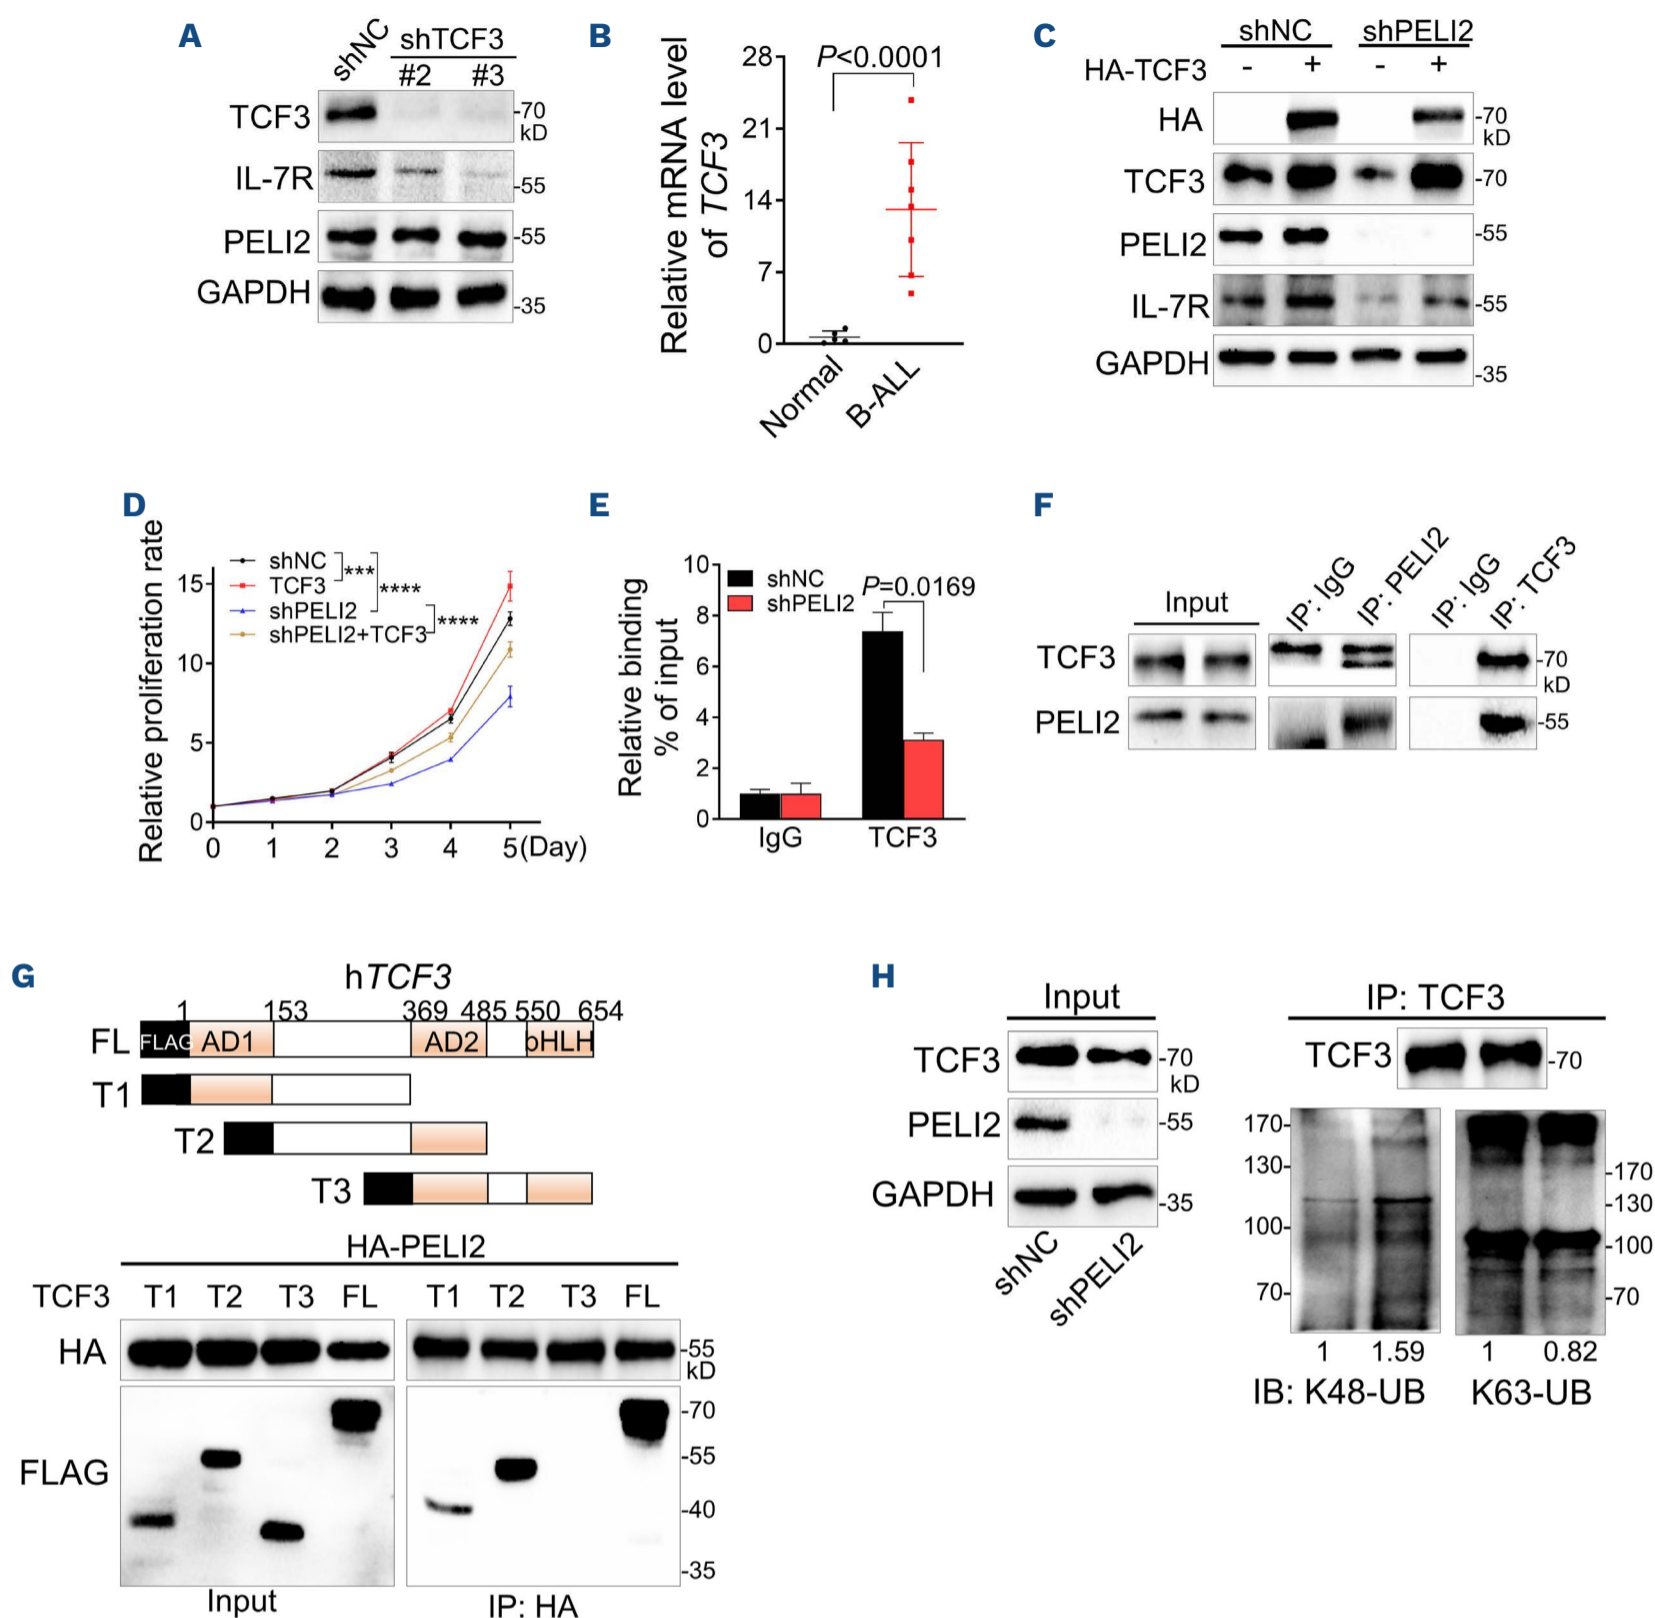 A
shNC
shTCF3
#2 #3
TCF3
-70
kD
IL-7R
-55
PELI2
-55
GAPDH
-35
B
Relative mRNA level
of TCF3
P<0.0001
28
21
14
7
0
Normal
B-ALL
C
shNC shPELI2
HA-TCF3 - + - +
HA
-70
kD
TCF3
-70
PELI2
-55
IL-7R
-55
GAPDH
-35
D
Relative proliferation rate
shNC
TCF3
shPELI2
shPELI2+TCF3
***
****
****
15
10
5
0
0 1 2 3 4 5(Day)
E
Relative binding
% of input
shNC
shPELI2
P=0.0169
10
8
6
4
2
0
IgG TCF3
F
Input
IP: IgG
IP: PELI2
IP: IgG
IP: TCF3
TCF3
-70
kD
PELI2
-55
G
hTCF3
1 153 369 485 550 654
FL FLAG AD1 AD2 bHLH
T1
T2
T3
HA-PELI2
TCF3 T1 T2 T3 FL T1 T2 T3 FL
HA
-55
kD
FLAG
-70
-55
-40
-35
Input IP: HA
H
Input
TCF3
-70
kD
PELI2
-55
GAPDH
-35
shNC
shPELI2
IP: TCF3
TCF3
-70
170-
130-
100-
70-
-170
-130
-100
-70
1 1.59 1 0.82
IB: K48-UB K63-UB